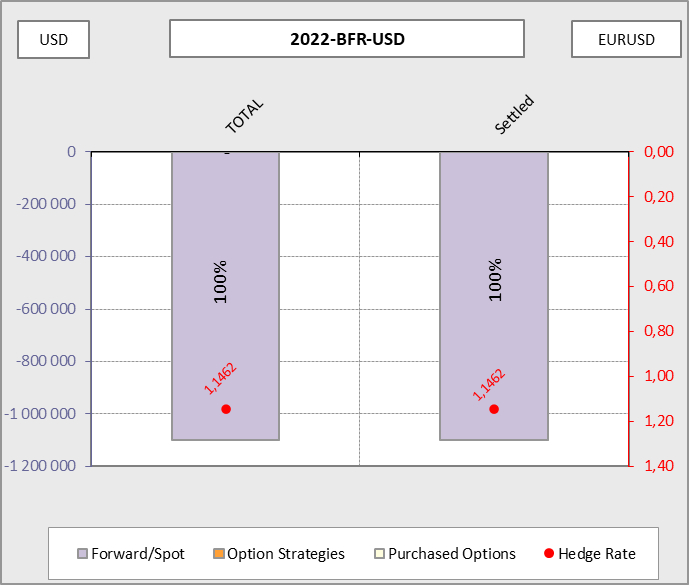 USD
2022-BFR-USD
EURUSD
TOTAL
Settled
0
-200 000
-400 000
-600 000
-800 000
-1 000 000
-1 200 000
100%
100%
1,1462
1,1462
0,00
0,20
0,40
0,60
0,80
1,00
1,20
1,40
Forward/Spot
Option Strategies
Purchased Options
Hedge Rate